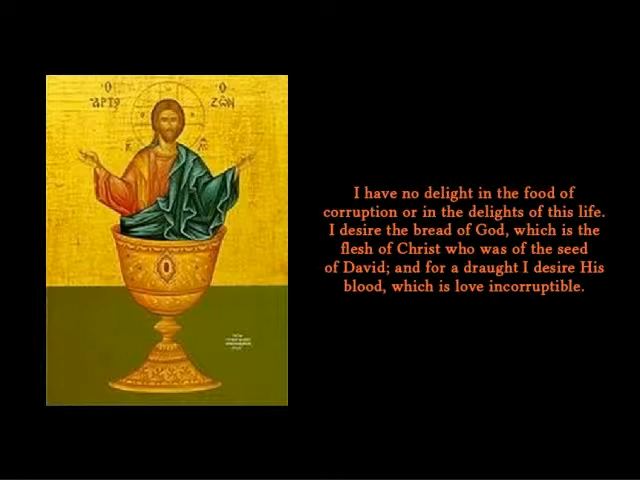 Ὁ Ὁ
ἌΡΤΟ ΖΩ͂Ν
I have no delight in the food of
corruption or in the delights of this life.
I desire the bread of God, which is the
flesh of Christ who was of the seed
of David; and for a draught I desire His
blood, which is love incorruptible.